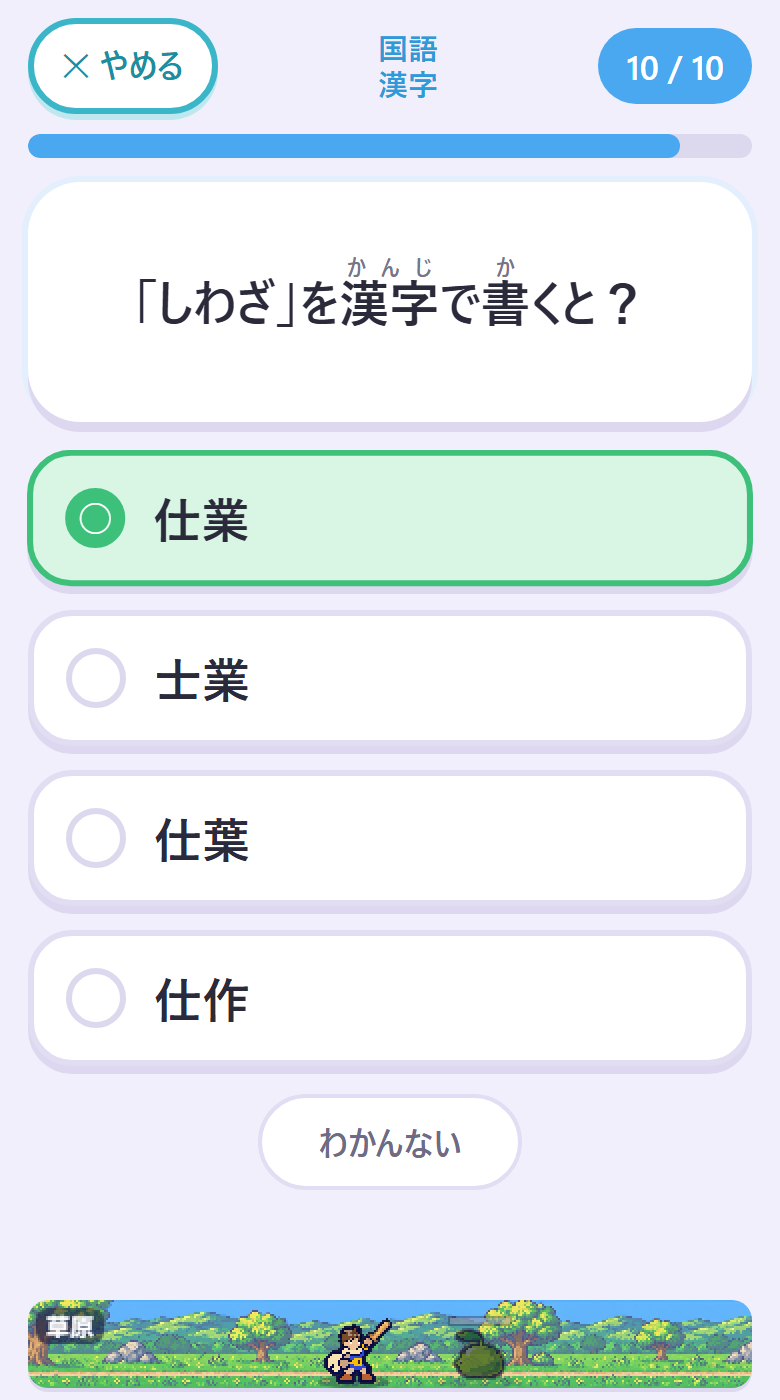 × やめる
国語
漢字
10 / 10
かんじ か
「しわざ」を漢字で書くと？
仕業
士業
仕葉
仕作
わかんない
草原